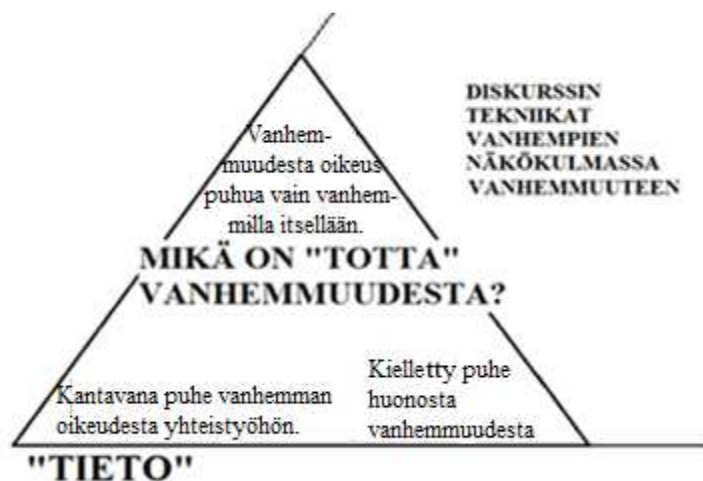 DISKURSSIN
TEKNIIKAT
VANHEMPIEN
NÄKÖKULMASSA
VANHEMMUUTEEN
Vanhem-
muudesta oikeus
puhua vain vanhem-
milla itsellään.
MIKÄ ON "TOTTA"
VANHEMMUUDESTA?
Kantavana puhe vanhemman
oikeudesta yhteistyöhön.
Kielletty puhe
huonosta
vanhemmuudesta
"TIETO"